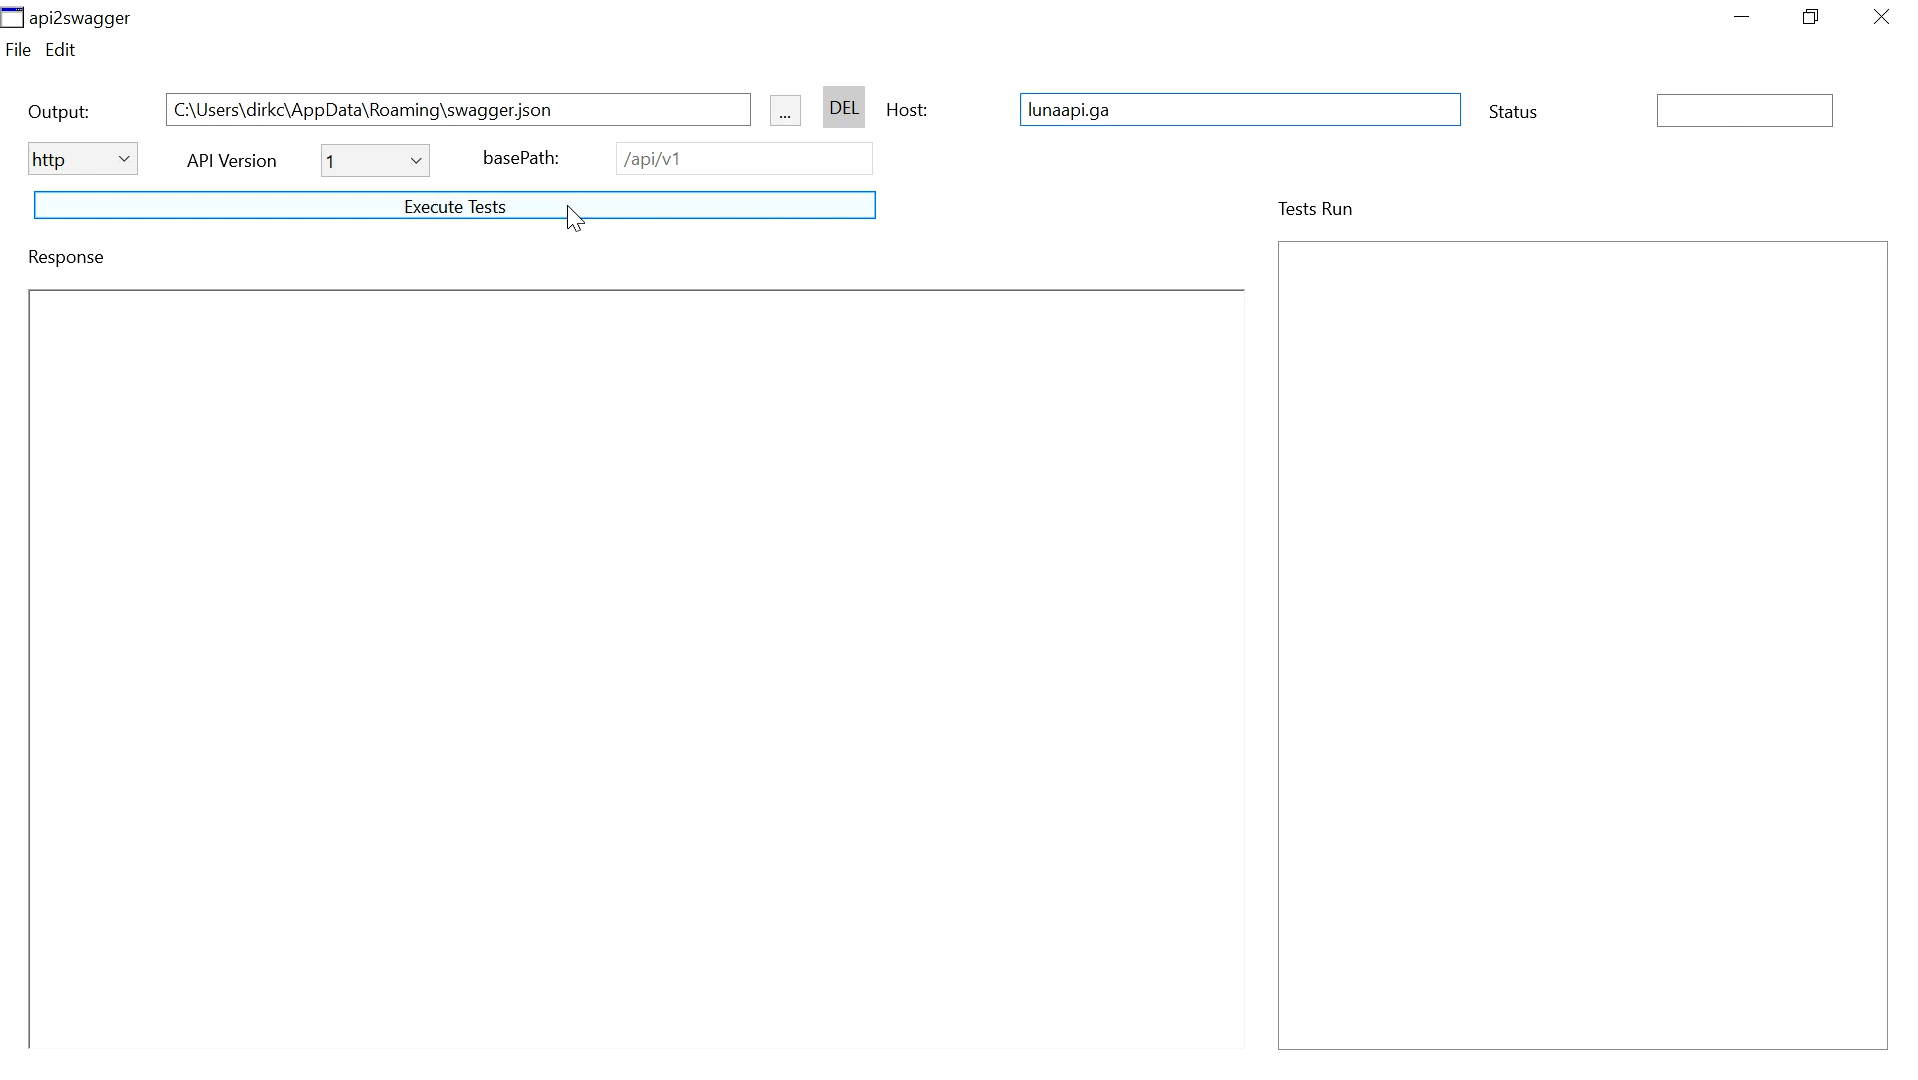 api2swagger
File Edit
Output: C:\Users\dirkc\AppData\Roaming\swagger.json ... DEL Host: lunaapi.ga Status
http API Version 1 basePath: /api/v1
Execute Tests
Tests Run
Response